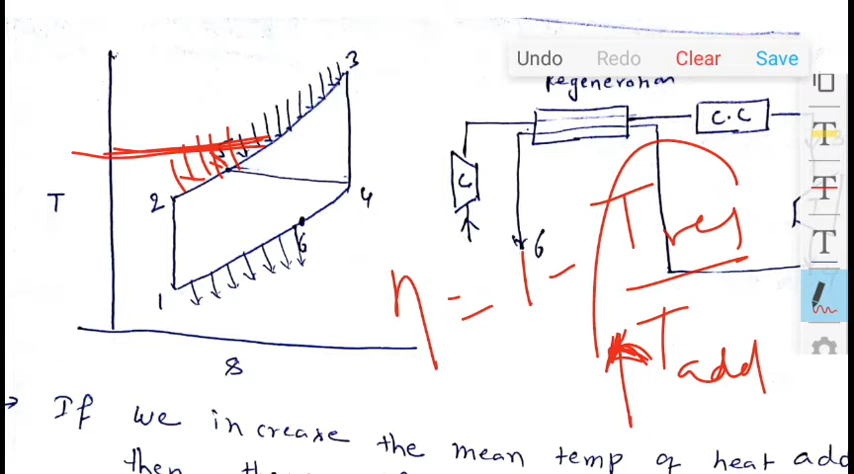 Undo Redo Clear Save
Regeneration
3
C.C
T
2
C
4
6
6
1
η = 1 - T rej / T add
S
→ If we increase the mean temp of heat add
then